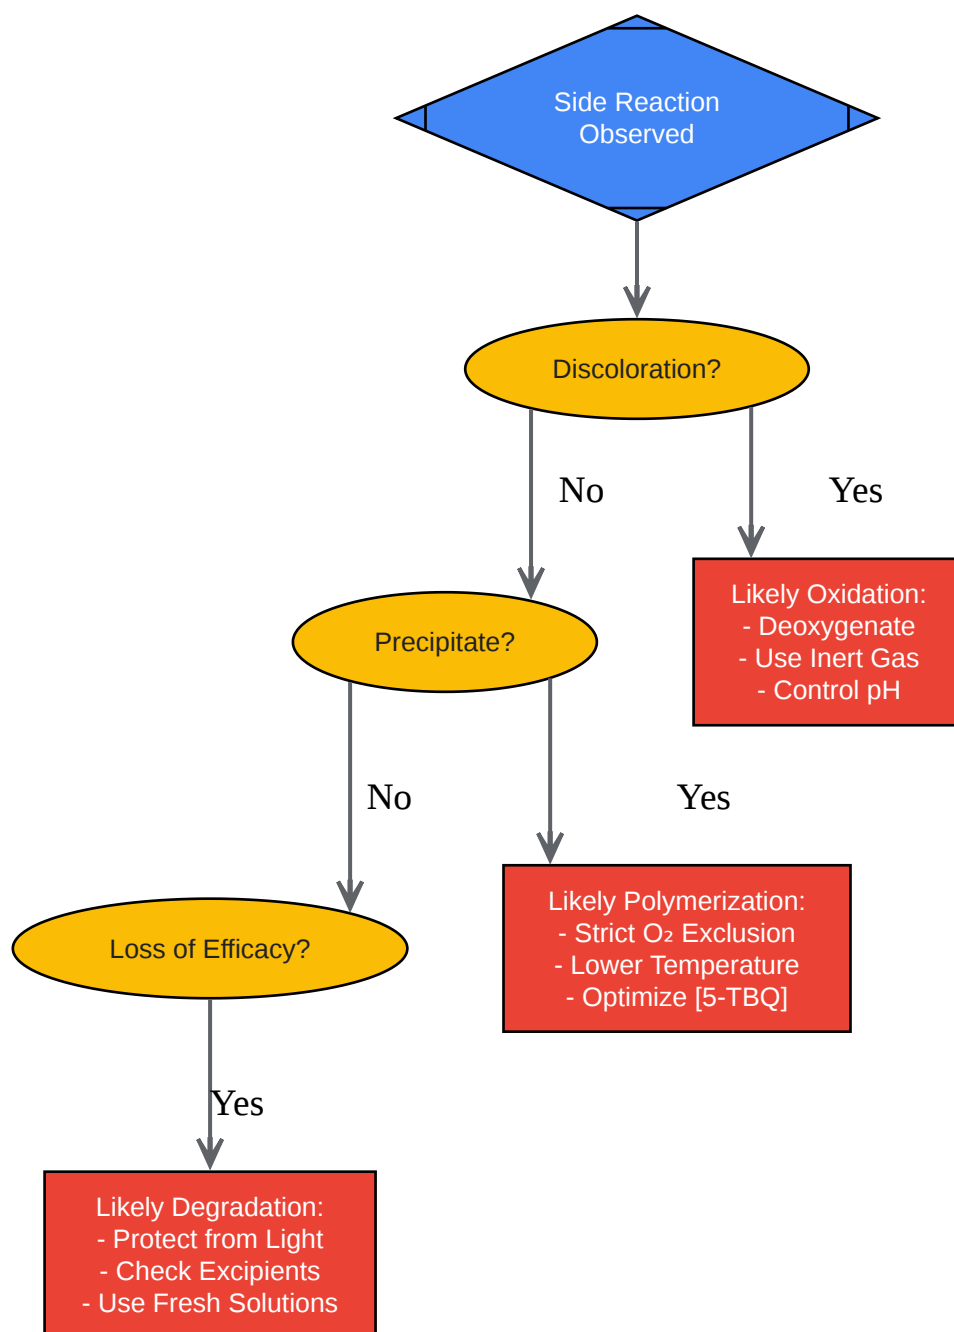 Side Reaction
Observed
Discoloration?
No
Yes
Likely Oxidation:
- Deoxygenate
- Use Inert Gas
- Control pH
Precipitate?
No
Yes
Likely Polymerization:
- Strict O₂ Exclusion
- Lower Temperature
- Optimize [5-TBQ]
Loss of Efficacy?
Yes
Likely Degradation:
- Protect from Light
- Check Excipients
- Use Fresh Solutions